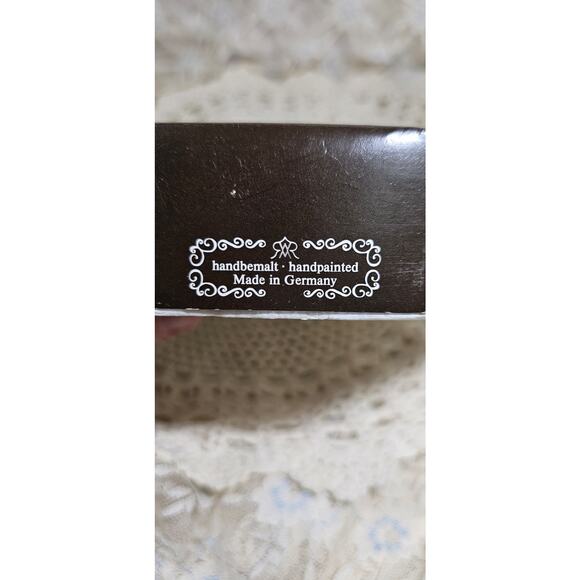 handbemalt · handpainted
Made in Germany